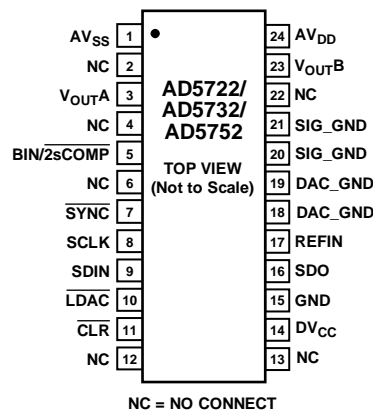 AVSS 1
NC 2
VOUTA 3
NC 4
BIN/2sCOMP 5
NC 6
SYNC 7
SCLK 8
SDIN 9
LDAC 10
CLR 11
NC 12
AD5722/
AD5732/
AD5752
TOP VIEW
(Not to Scale)
24 AVDD
23 VOUTB
22 NC
21 SIG_GND
20 SIG_GND
19 DAC_GND
18 DAC_GND
17 REFIN
16 SDO
15 GND
14 DVCC
13 NC
NC = NO CONNECT